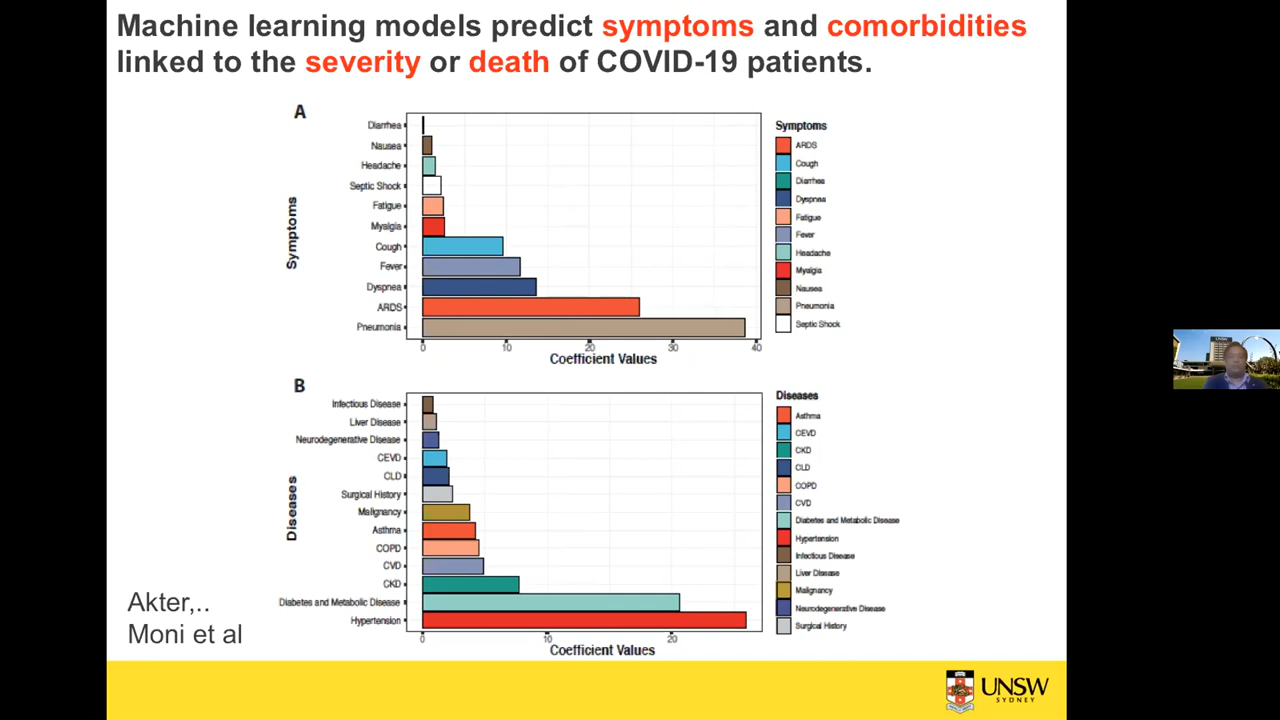 Machine learning models predict symptoms and comorbidities
linked to the severity or death of COVID-19 patients.
A
Symptoms
Diarrhea
Nausea
Headache
Septic Shock
Fatigue
Myalgia
Cough
Fever
Dyspnea
ARDS
Pneumonia
0 10 20 30 40
Coefficient Values
Symptoms
ARDS
Cough
Diarrhea
Dyspnea
Fatigue
Fever
Headache
Myalgia
Nausea
Pneumonia
Septic Shock
B
Diseases
Infectious Disease
Liver Disease
Neurodegenerative Disease
CEVD
CLD
Surgical History
Malignancy
Asthma
COPD
CVD
CKD
Diabetes and Metabolic Disease
Hypertension
0 10 20
Coefficient Values
Diseases
Asthma
CEVD
CKD
CLD
COPD
CVD
Diabetes and Metabolic Disease
Hypertension
Infectious Disease
Liver Disease
Malignancy
Neurodegenerative Disease
Surgical History
Akter,..
Moni et al
UNSW
SYDNEY
UNSW